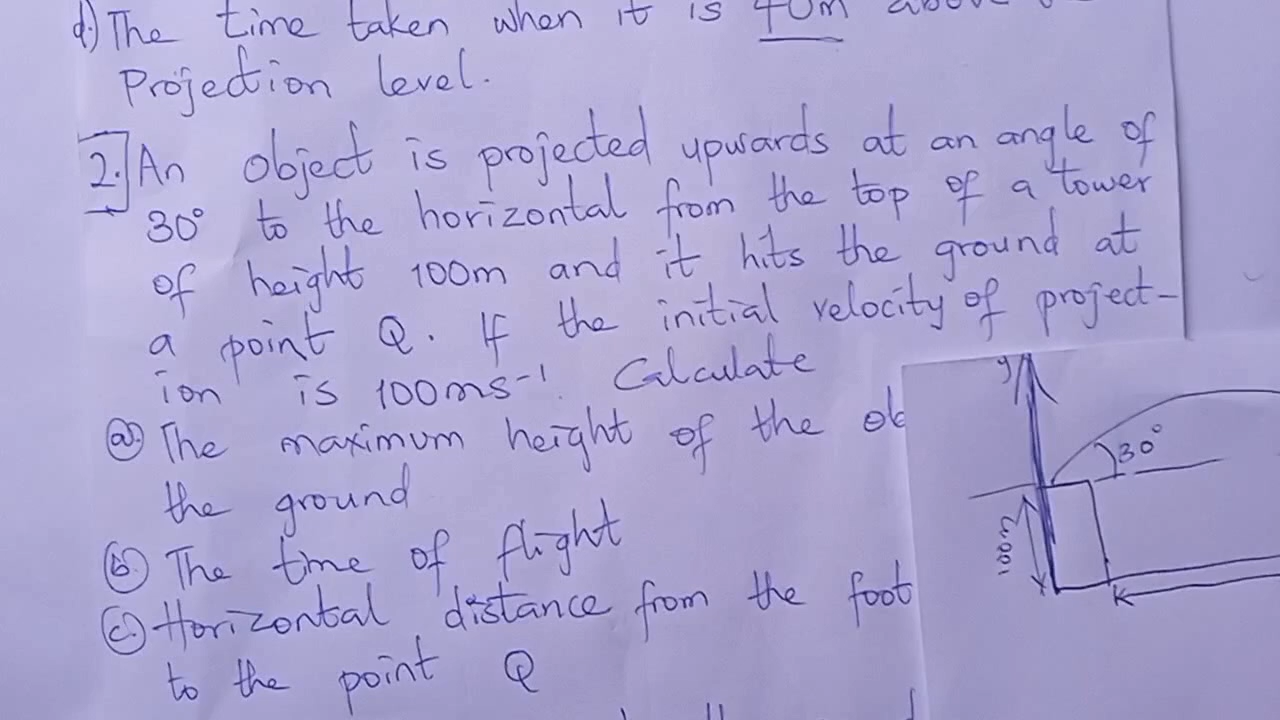 d.) The time taken when it is 40m above
Projection level.
2. An object is projected upwards at an angle of
30° to the horizontal from the top of a tower
of height 100m and it hits the ground at
a point Q. If the initial velocity of project-
ion is 100ms⁻¹. Calculate
(a) The maximum height of the ob
the ground
(b) The time of flight
(c) Horizontal distance from the foot
to the point Q
y
30°
100m